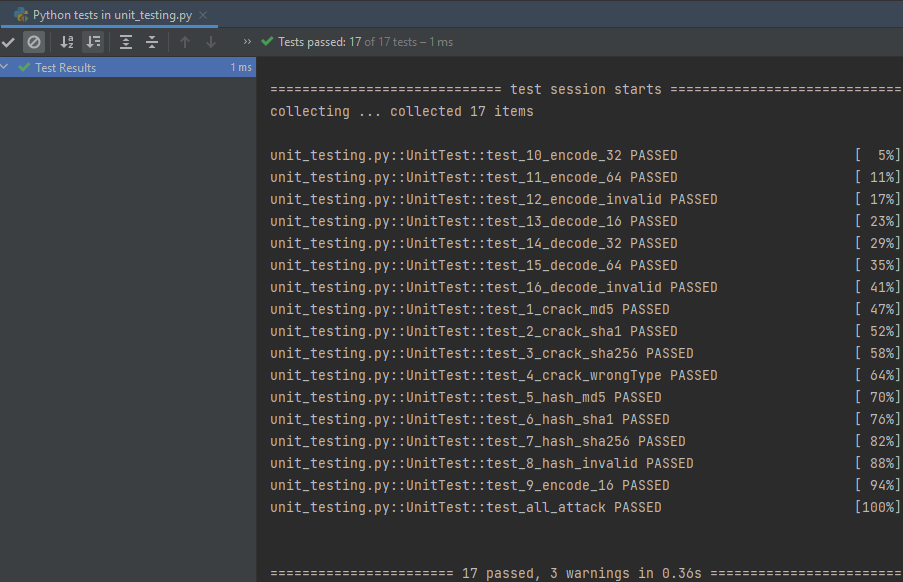 Python tests in unit_testing.py ×
» Tests passed: 17 of 17 tests – 1 ms
Test Results 1 ms
============================= test session starts =============================
collecting ... collected 17 items
unit_testing.py::UnitTest::test_10_encode_32 PASSED [  5%]
unit_testing.py::UnitTest::test_11_encode_64 PASSED [ 11%]
unit_testing.py::UnitTest::test_12_encode_invalid PASSED [ 17%]
unit_testing.py::UnitTest::test_13_decode_16 PASSED [ 23%]
unit_testing.py::UnitTest::test_14_decode_32 PASSED [ 29%]
unit_testing.py::UnitTest::test_15_decode_64 PASSED [ 35%]
unit_testing.py::UnitTest::test_16_decode_invalid PASSED [ 41%]
unit_testing.py::UnitTest::test_1_crack_md5 PASSED [ 47%]
unit_testing.py::UnitTest::test_2_crack_sha1 PASSED [ 52%]
unit_testing.py::UnitTest::test_3_crack_sha256 PASSED [ 58%]
unit_testing.py::UnitTest::test_4_crack_wrongType PASSED [ 64%]
unit_testing.py::UnitTest::test_5_hash_md5 PASSED [ 70%]
unit_testing.py::UnitTest::test_6_hash_sha1 PASSED [ 76%]
unit_testing.py::UnitTest::test_7_hash_sha256 PASSED [ 82%]
unit_testing.py::UnitTest::test_8_hash_invalid PASSED [ 88%]
unit_testing.py::UnitTest::test_9_encode_16 PASSED [ 94%]
unit_testing.py::UnitTest::test_all_attack PASSED [100%]
======================= 17 passed, 3 warnings in 0.36s ========================